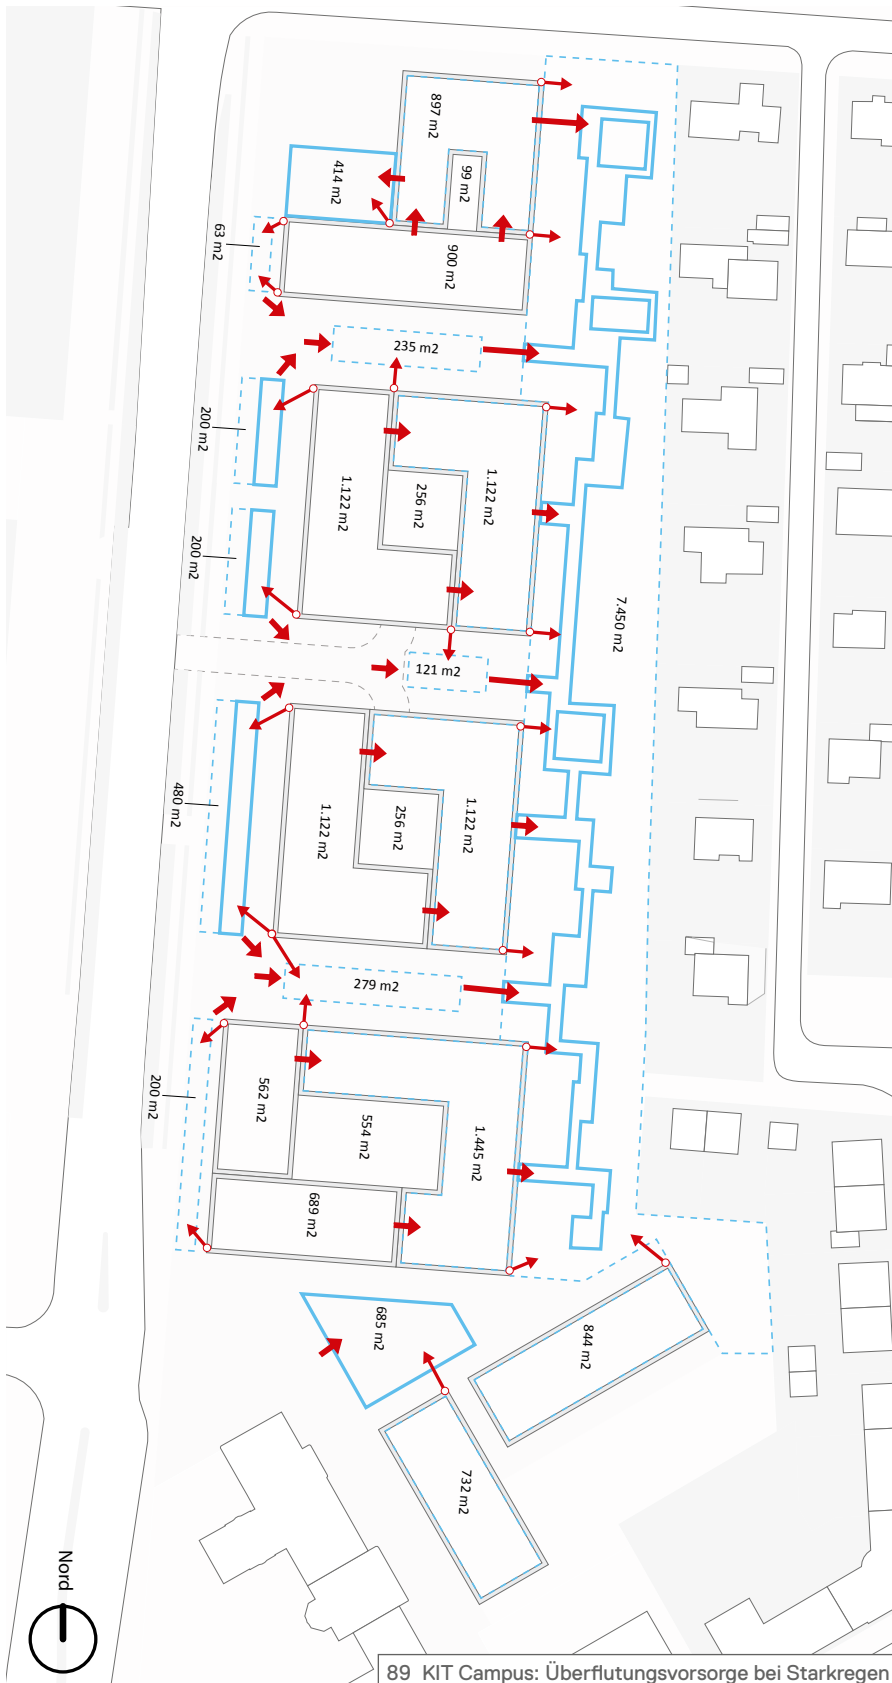 897 m2
99 m2
414 m2
63 m2
900 m2
235 m2
200 m2
1.122 m2
256 m2
1.122 m2
200 m2
7.450 m2
121 m2
480 m2
1.122 m2
256 m2
1.122 m2
279 m2
200 m2
562 m2
554 m2
1.445 m2
689 m2
685 m2
844 m2
732 m2
Nord
89 KIT Campus: Überflutungsvorsorge bei Starkregen